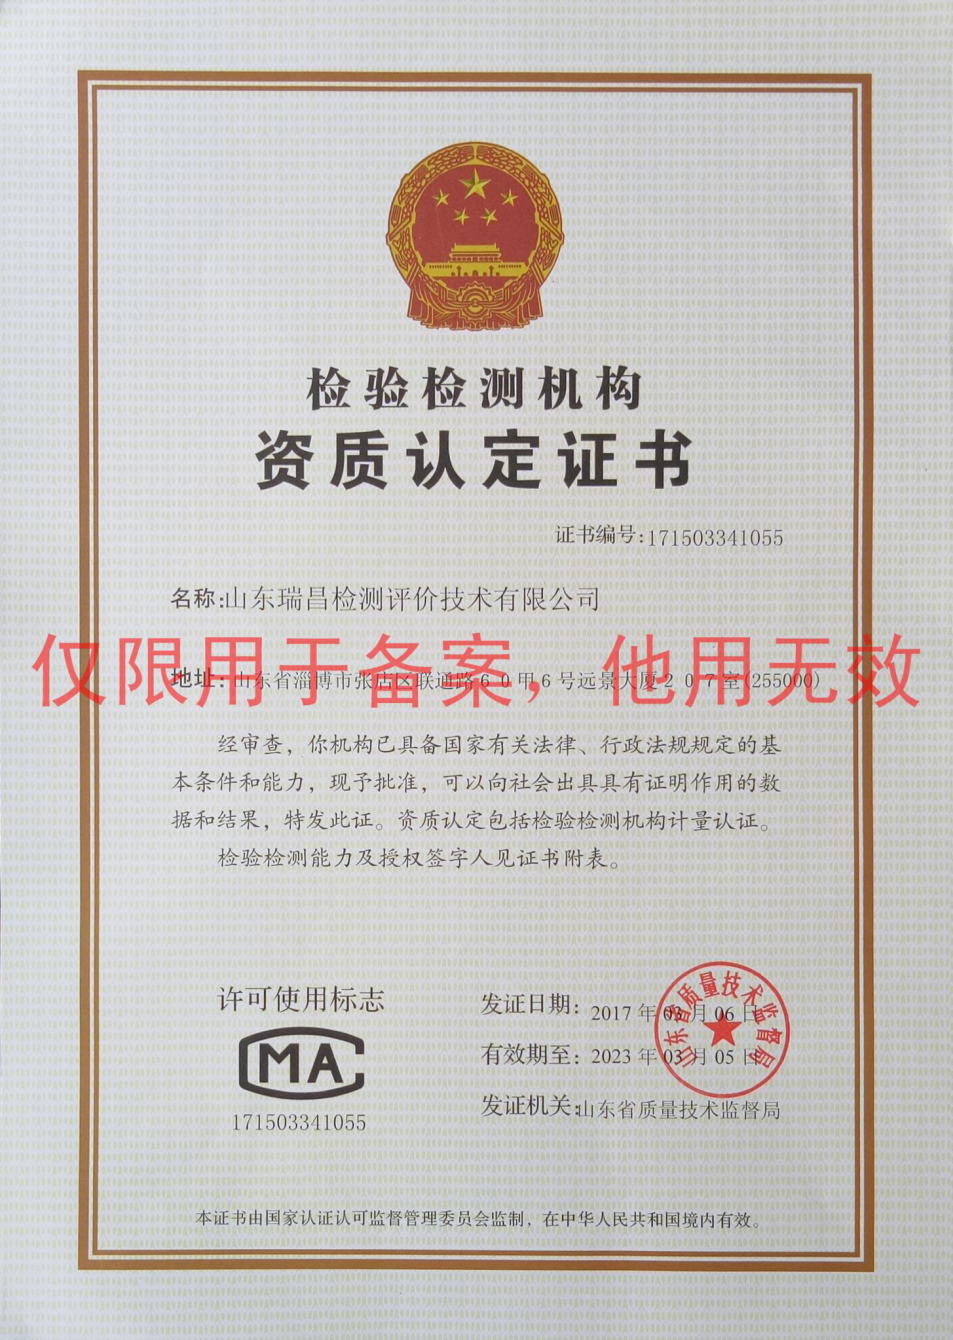 检验检测机构
资质认定证书
证书编号:171503341055
名称:山东瑞昌检测评价技术有限公司
仅限用于备案，他用无效
地址:山东省淄博市张店区联通路60甲6号远景大厦207室(255000)
经审查，你机构已具备国家有关法律、行政法规规定的基
本条件和能力，现予批准，可以向社会出具具有证明作用的数
据和结果，特发此证。资质认定包括检验检测机构计量认证。
检验检测能力及授权签字人见证书附表。
许可使用标志
MA
171503341055
发证日期:2017年03月06日
有效期至:2023年03月05日
发证机关:山东省质量技术监督局
山东省质量技术监督局
本证书由国家认证认可监督管理委员会监制，在中华人民共和国境内有效。